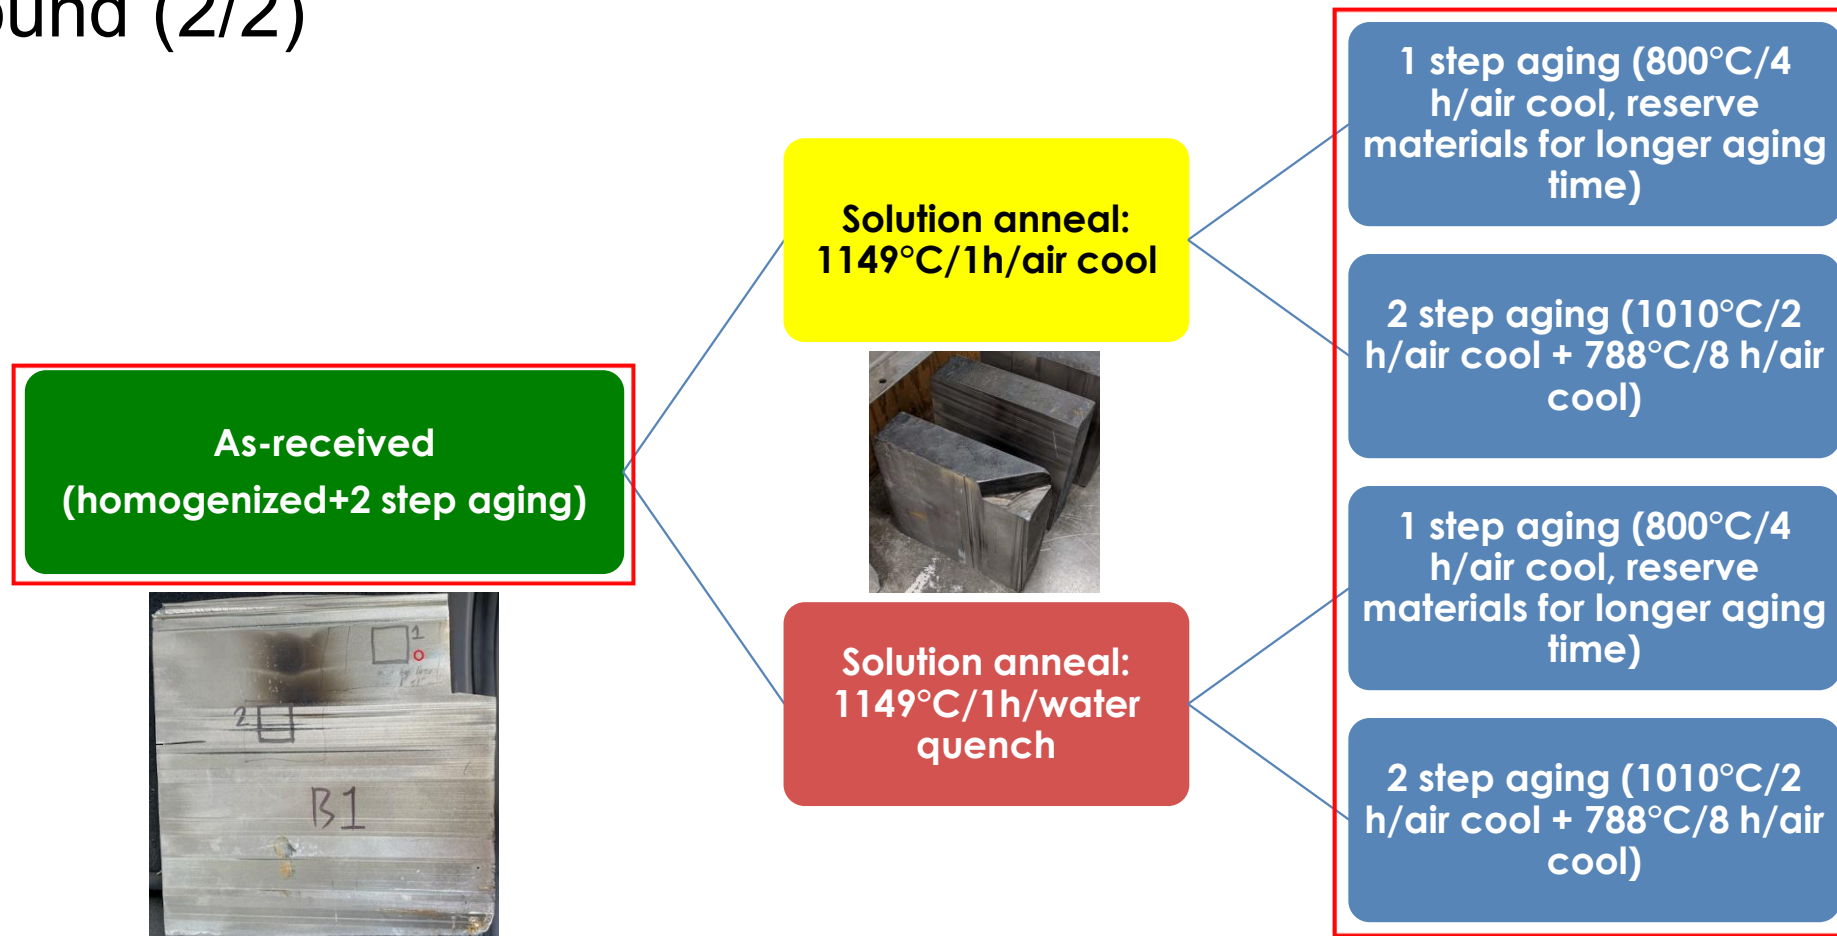 ound (2/2)
As-received
(homogenized+2 step aging)
1
2
B1
Solution anneal:
1149°C/1h/air cool
Solution anneal:
1149°C/1h/water
quench
1 step aging (800°C/4
h/air cool, reserve
materials for longer aging
time)
2 step aging (1010°C/2
h/air cool + 788°C/8 h/air
cool)
1 step aging (800°C/4
h/air cool, reserve
materials for longer aging
time)
2 step aging (1010°C/2
h/air cool + 788°C/8 h/air
cool)